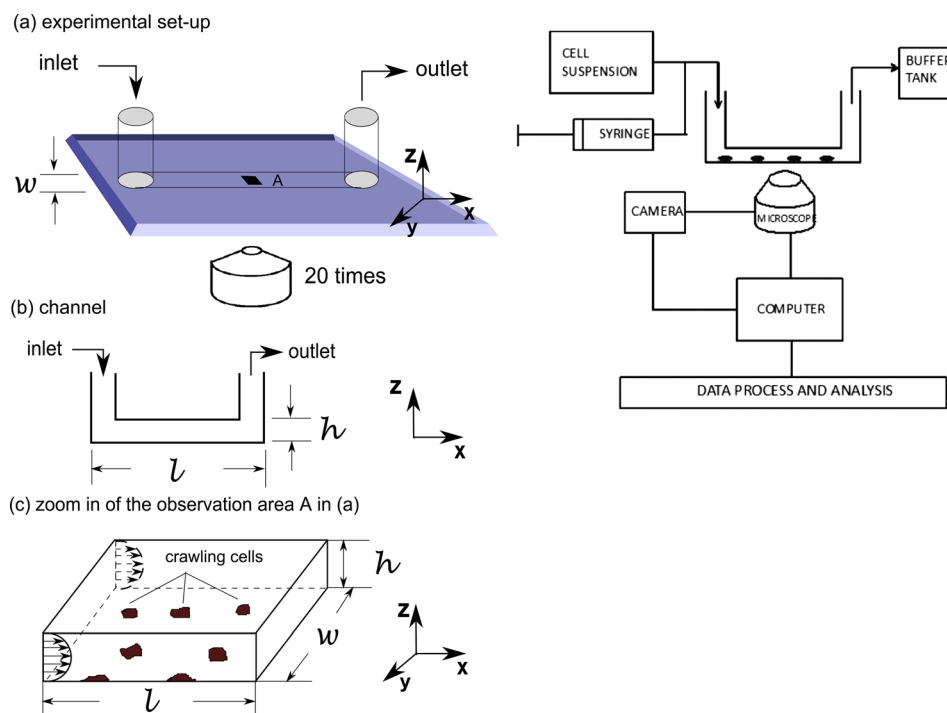 (a) experimental set-up
inlet
outlet
w
A
z
x
y
20 times
(b) channel
inlet
outlet
z
h
x
l
(c) zoom in of the observation area A in (a)
crawling cells
h
w
z
x
y
l
CELL
SUSPENSION
BUFFER
TANK
SYRINGE
CAMERA
MICROSCOPE
COMPUTER
DATA PROCESS AND ANALYSIS